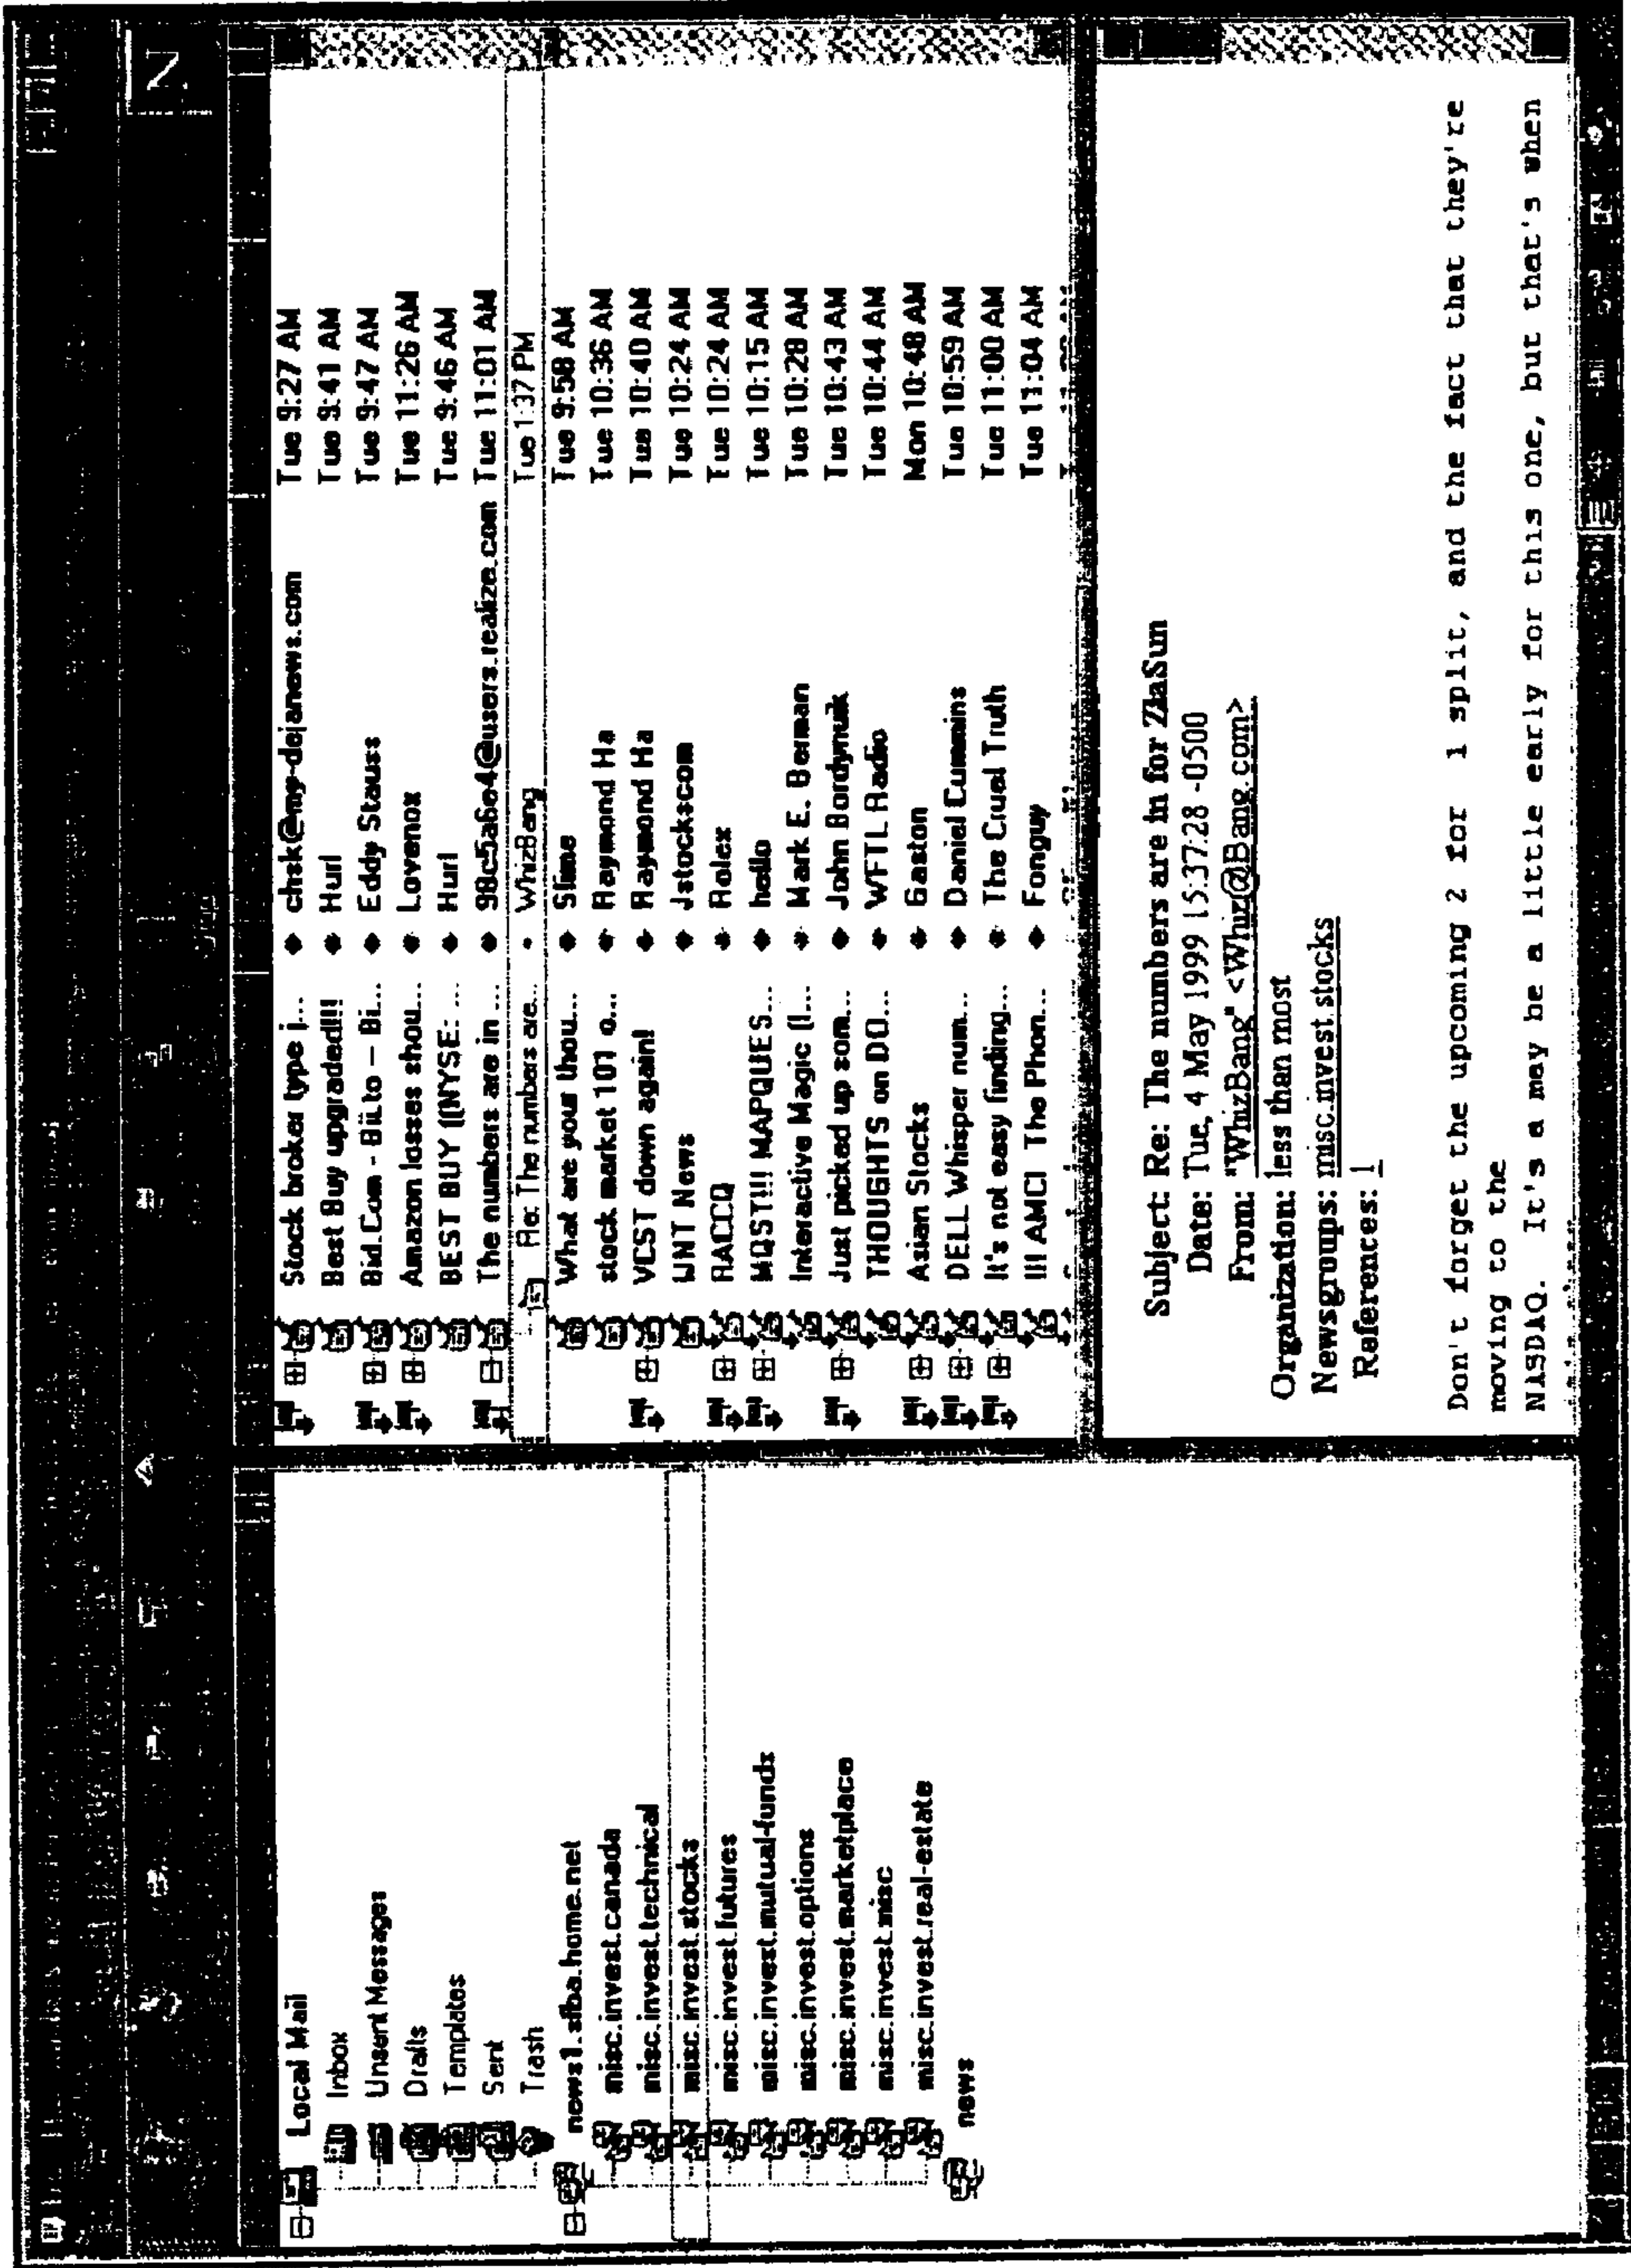 N
Local Mail
Inbox
Unsent Messages
Drafts
Templates
Sent
Trash
news1.sfba.home.net
misc.invest.canada
misc.invest.technical
misc.invest.stocks
misc.invest.futures
misc.invest.mutual-funds
misc.invest.options
misc.invest.marketplace
misc.invest.misc
misc.invest.real-estate
news
Stock broker type j... chsk@my-dejanews.com Tue 9:27 AM
Best Buy upgraded!!! Hurl Tue 9:41 AM
Bid.Com - Biito -- Bi... Eddy Stauss Tue 9:47 AM
Amazon losses shou... Lovenox Tue 11:26 AM
BEST BUY ((NYSE: ... Hurl Tue 9:46 AM
The numbers are in ... 98c5a6e4@users.realize.com Tue 11:01 AM
Re: The numbers are... WhizBang Tue 1:37 PM
What are your thou... Slime Tue 9:58 AM
stock market 101 o... Raymond Ha Tue 10:36 AM
VCST down again! Raymond Ha Tue 10:40 AM
UNT News Jstockscom Tue 10:24 AM
RACCQ Rolex Tue 10:24 AM
MQST!!! MAPQUES... hello Tue 10:15 AM
Interactive Magic (I... Mark E. Berman Tue 10:28 AM
Just picked up som... John Bordynuik Tue 10:43 AM
THOUGHTS on DO... WFTL Radio Tue 10:44 AM
Asian Stocks Gaston Mon 10:48 AM
DELL Whisper num... Daniel Cummins Tue 10:59 AM
It's not easy finding... The Cruel Truth Tue 11:00 AM
!!! AMCI The Phon... Fonguy Tue 11:04 AM
Subject: Re: The numbers are in for ZlaSun
Date: Tue, 4 May 1999 15:37:28 -0500
From: "WhizBang" <Whiz@Bang.com>
Organization: less than most
Newsgroups: misc.invest.stocks
References: 1
Don't forget the upcoming 2 for 1 split, and the fact that they're
moving to the
NASDAQ. It's a may be a little early for this one, but that's when